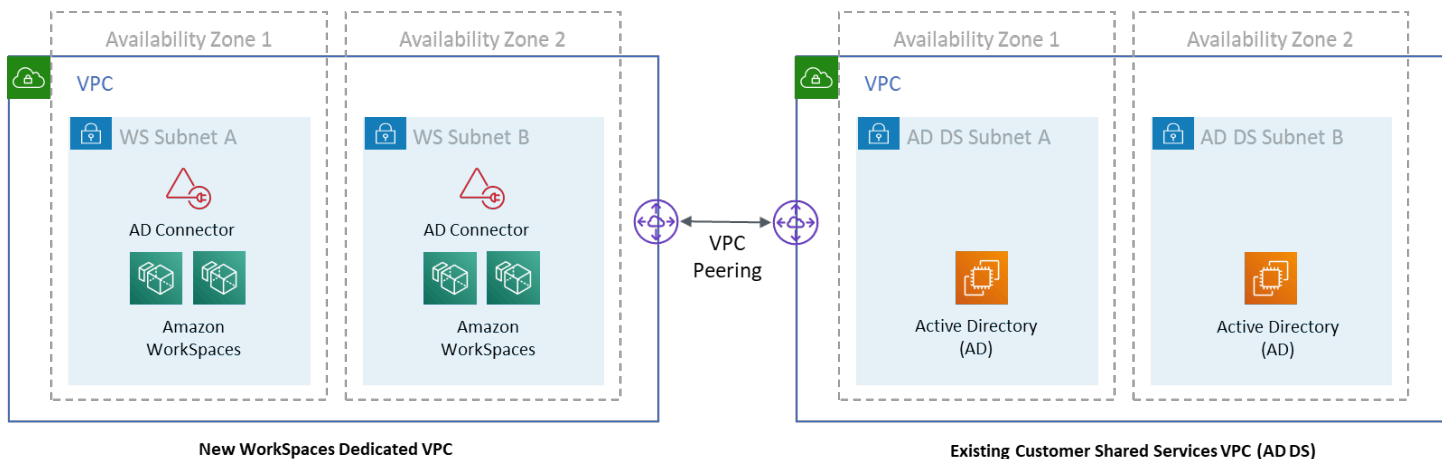 Availability Zone 1
Availability Zone 2
VPC
WS Subnet A
WS Subnet B
AD Connector
AD Connector
Amazon
WorkSpaces
Amazon
WorkSpaces
New WorkSpaces Dedicated VPC
VPC
Peering
Availability Zone 1
Availability Zone 2
VPC
AD DS Subnet A
AD DS Subnet B
Active Directory
(AD)
Active Directory
(AD)
Existing Customer Shared Services VPC (AD DS)